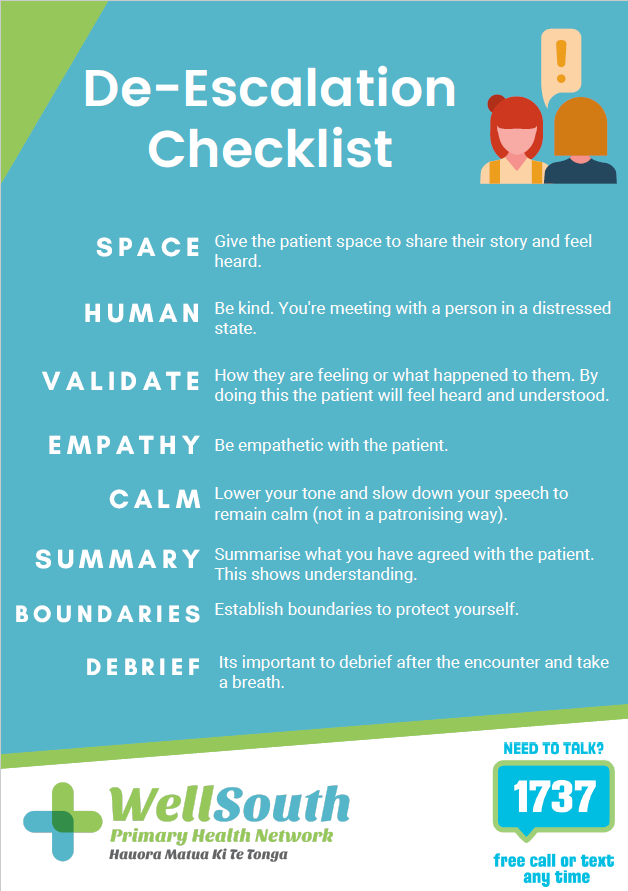 De-Escalation
Checklist
!
SPACE
Give the patient space to share their story and feel
heard.
HUMAN
Be kind. You're meeting with a person in a distressed
state.
VALIDATE
How they are feeling or what happened to them. By
doing this the patient will feel heard and understood.
EMPATHY
Be empathetic with the patient.
CALM
Lower your tone and slow down your speech to
remain calm (not in a patronising way).
SUMMARY
Summarise what you have agreed with the patient.
This shows understanding.
BOUNDARIES
Establish boundaries to protect yourself.
DEBRIEF
Its important to debrief after the encounter and take
a breath.
WellSouth
Primary Health Network
Hauora Matua Ki Te Tonga
NEED TO TALK?
1737
free call or text
any time